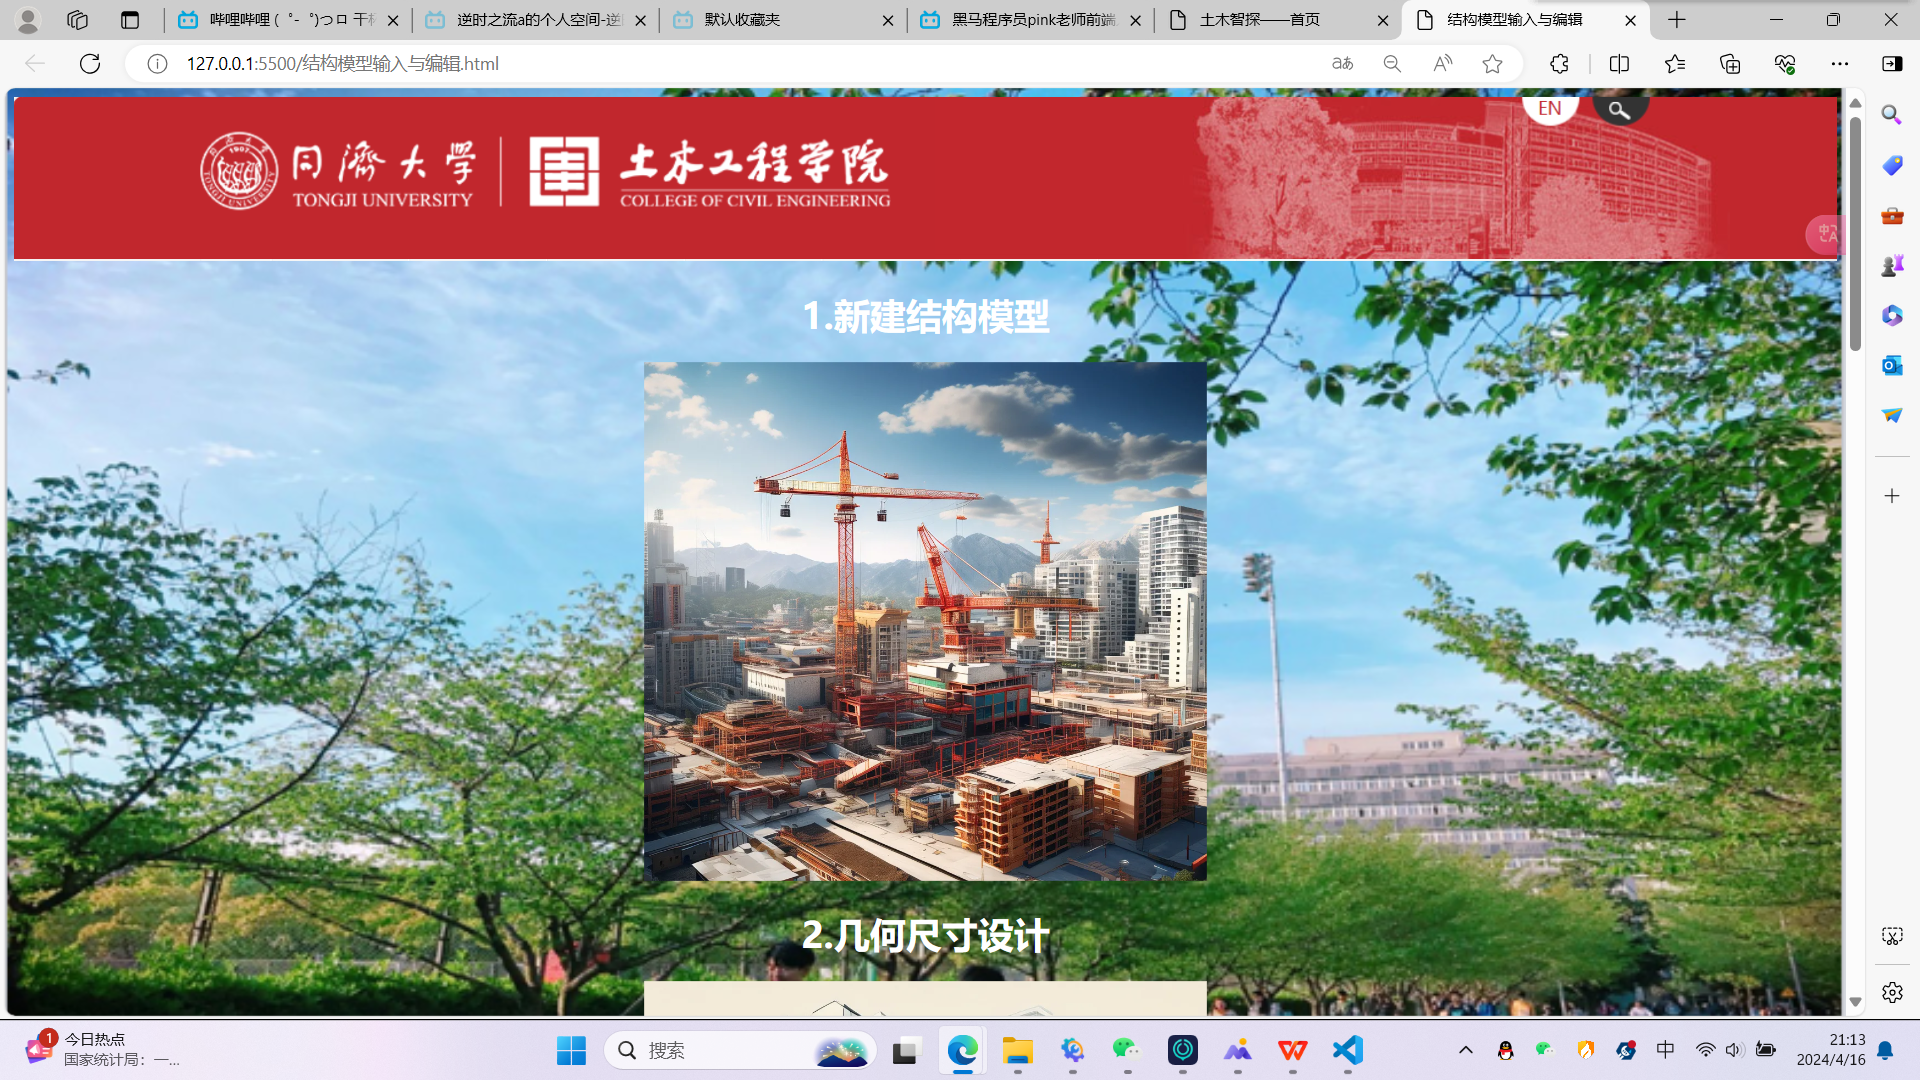 哔哩哔哩 (゜-゜)つロ 干杯
逆时之流a的个人空间-逆
默认收藏夹
黑马程序员pink老师前端
土木智探——首页
结构模型输入与编辑
127.0.0.1:5500/结构模型输入与编辑.html
EN
同濟大学
TONGJI UNIVERSITY
土木工程学院
COLLEGE OF CIVIL ENGINEERING
1.新建结构模型
2.几何尺寸设计
1
今日热点
国家统计局：一...
搜索
中
21:13
2024/4/16